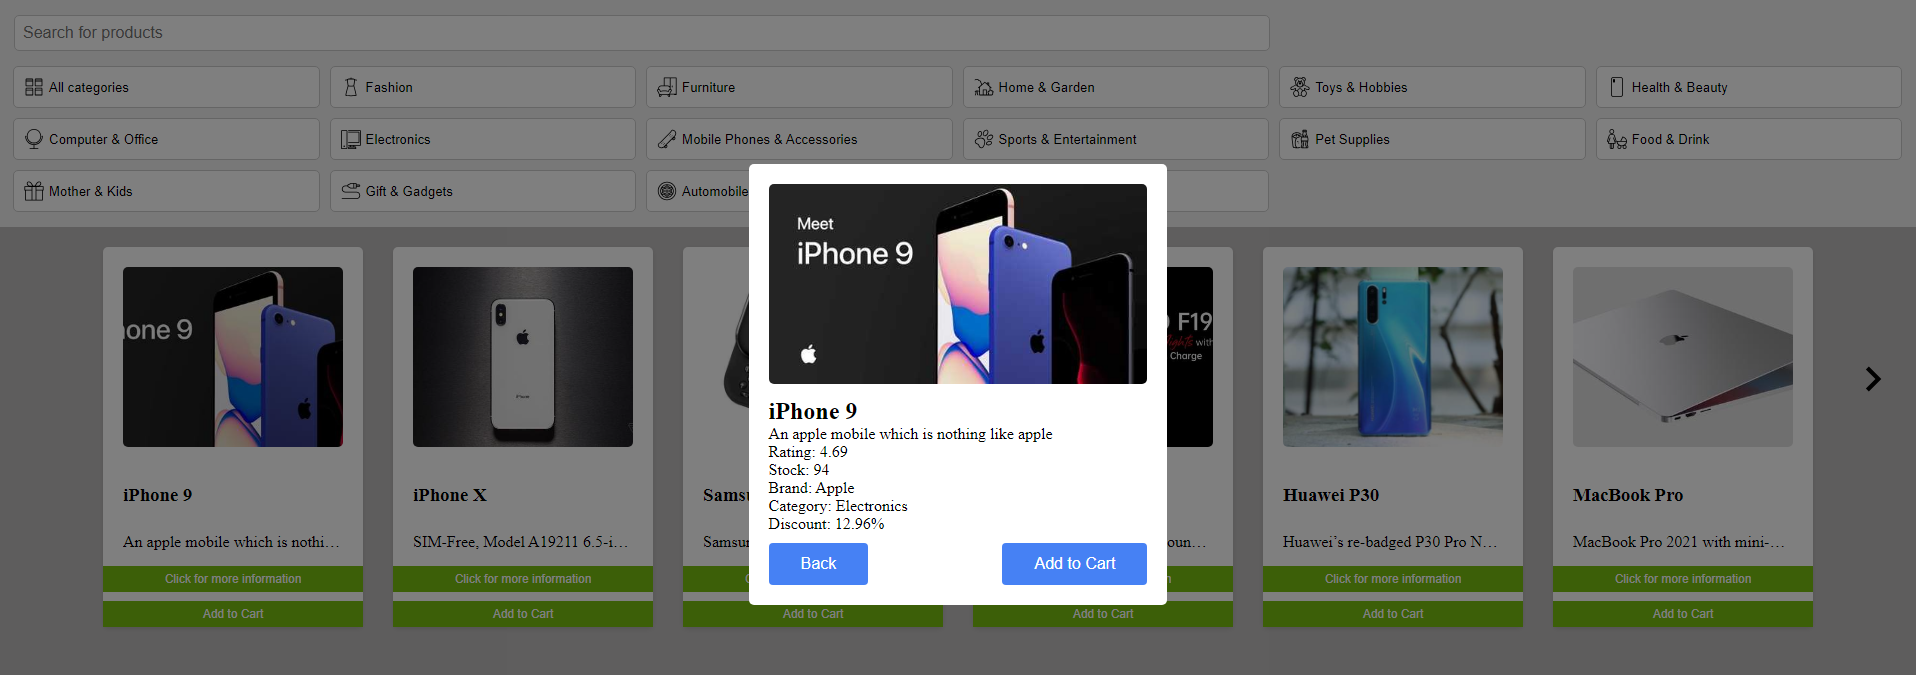 Search for products
All categories
Fashion
Furniture
Home & Garden
Toys & Hobbies
Health & Beauty
Computer & Office
Electronics
Mobile Phones & Accessories
Sports & Entertainment
Pet Supplies
Food & Drink
Mother & Kids
Gift & Gadgets
Automobile
Meet
iPhone 9
iPhone 9
An apple mobile which is nothing like apple
Rating: 4.69
Stock: 94
Brand: Apple
Category: Electronics
Discount: 12.96%
Back
Add to Cart
one 9
iPhone
F19
with
Charge
iPhone 9
iPhone X
Sams
Huawei P30
MacBook Pro
An apple mobile which is nothi...
SIM-Free, Model A19211 6.5-i...
Samsu
oun...
Huawei’s re-badged P30 Pro N...
MacBook Pro 2021 with mini-...
Click for more information
Click for more information
Click for more information
Click for more information
Add to Cart
Add to Cart
Add to Cart
Add to Cart
Add to Cart
Add to Cart